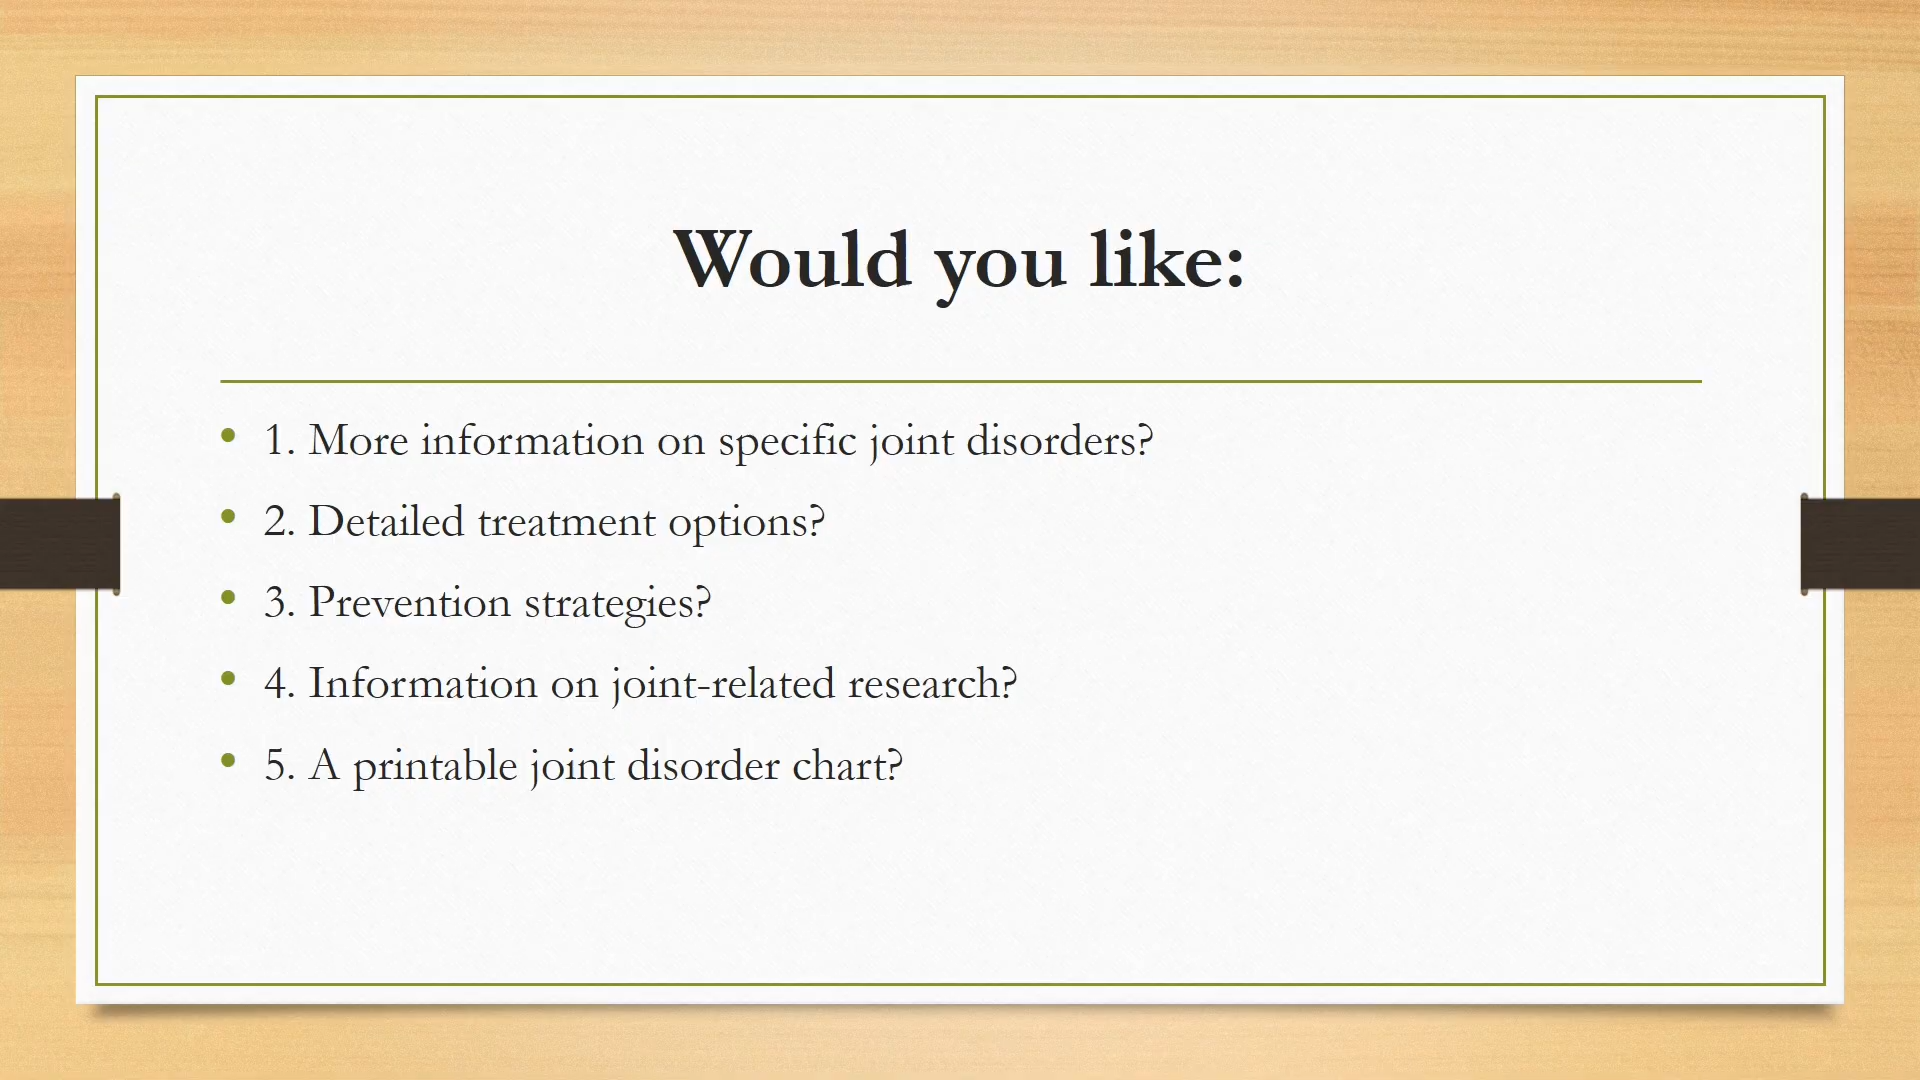 Would you like:
• 1. More information on specific joint disorders?
• 2. Detailed treatment options?
• 3. Prevention strategies?
• 4. Information on joint-related research?
• 5. A printable joint disorder chart?